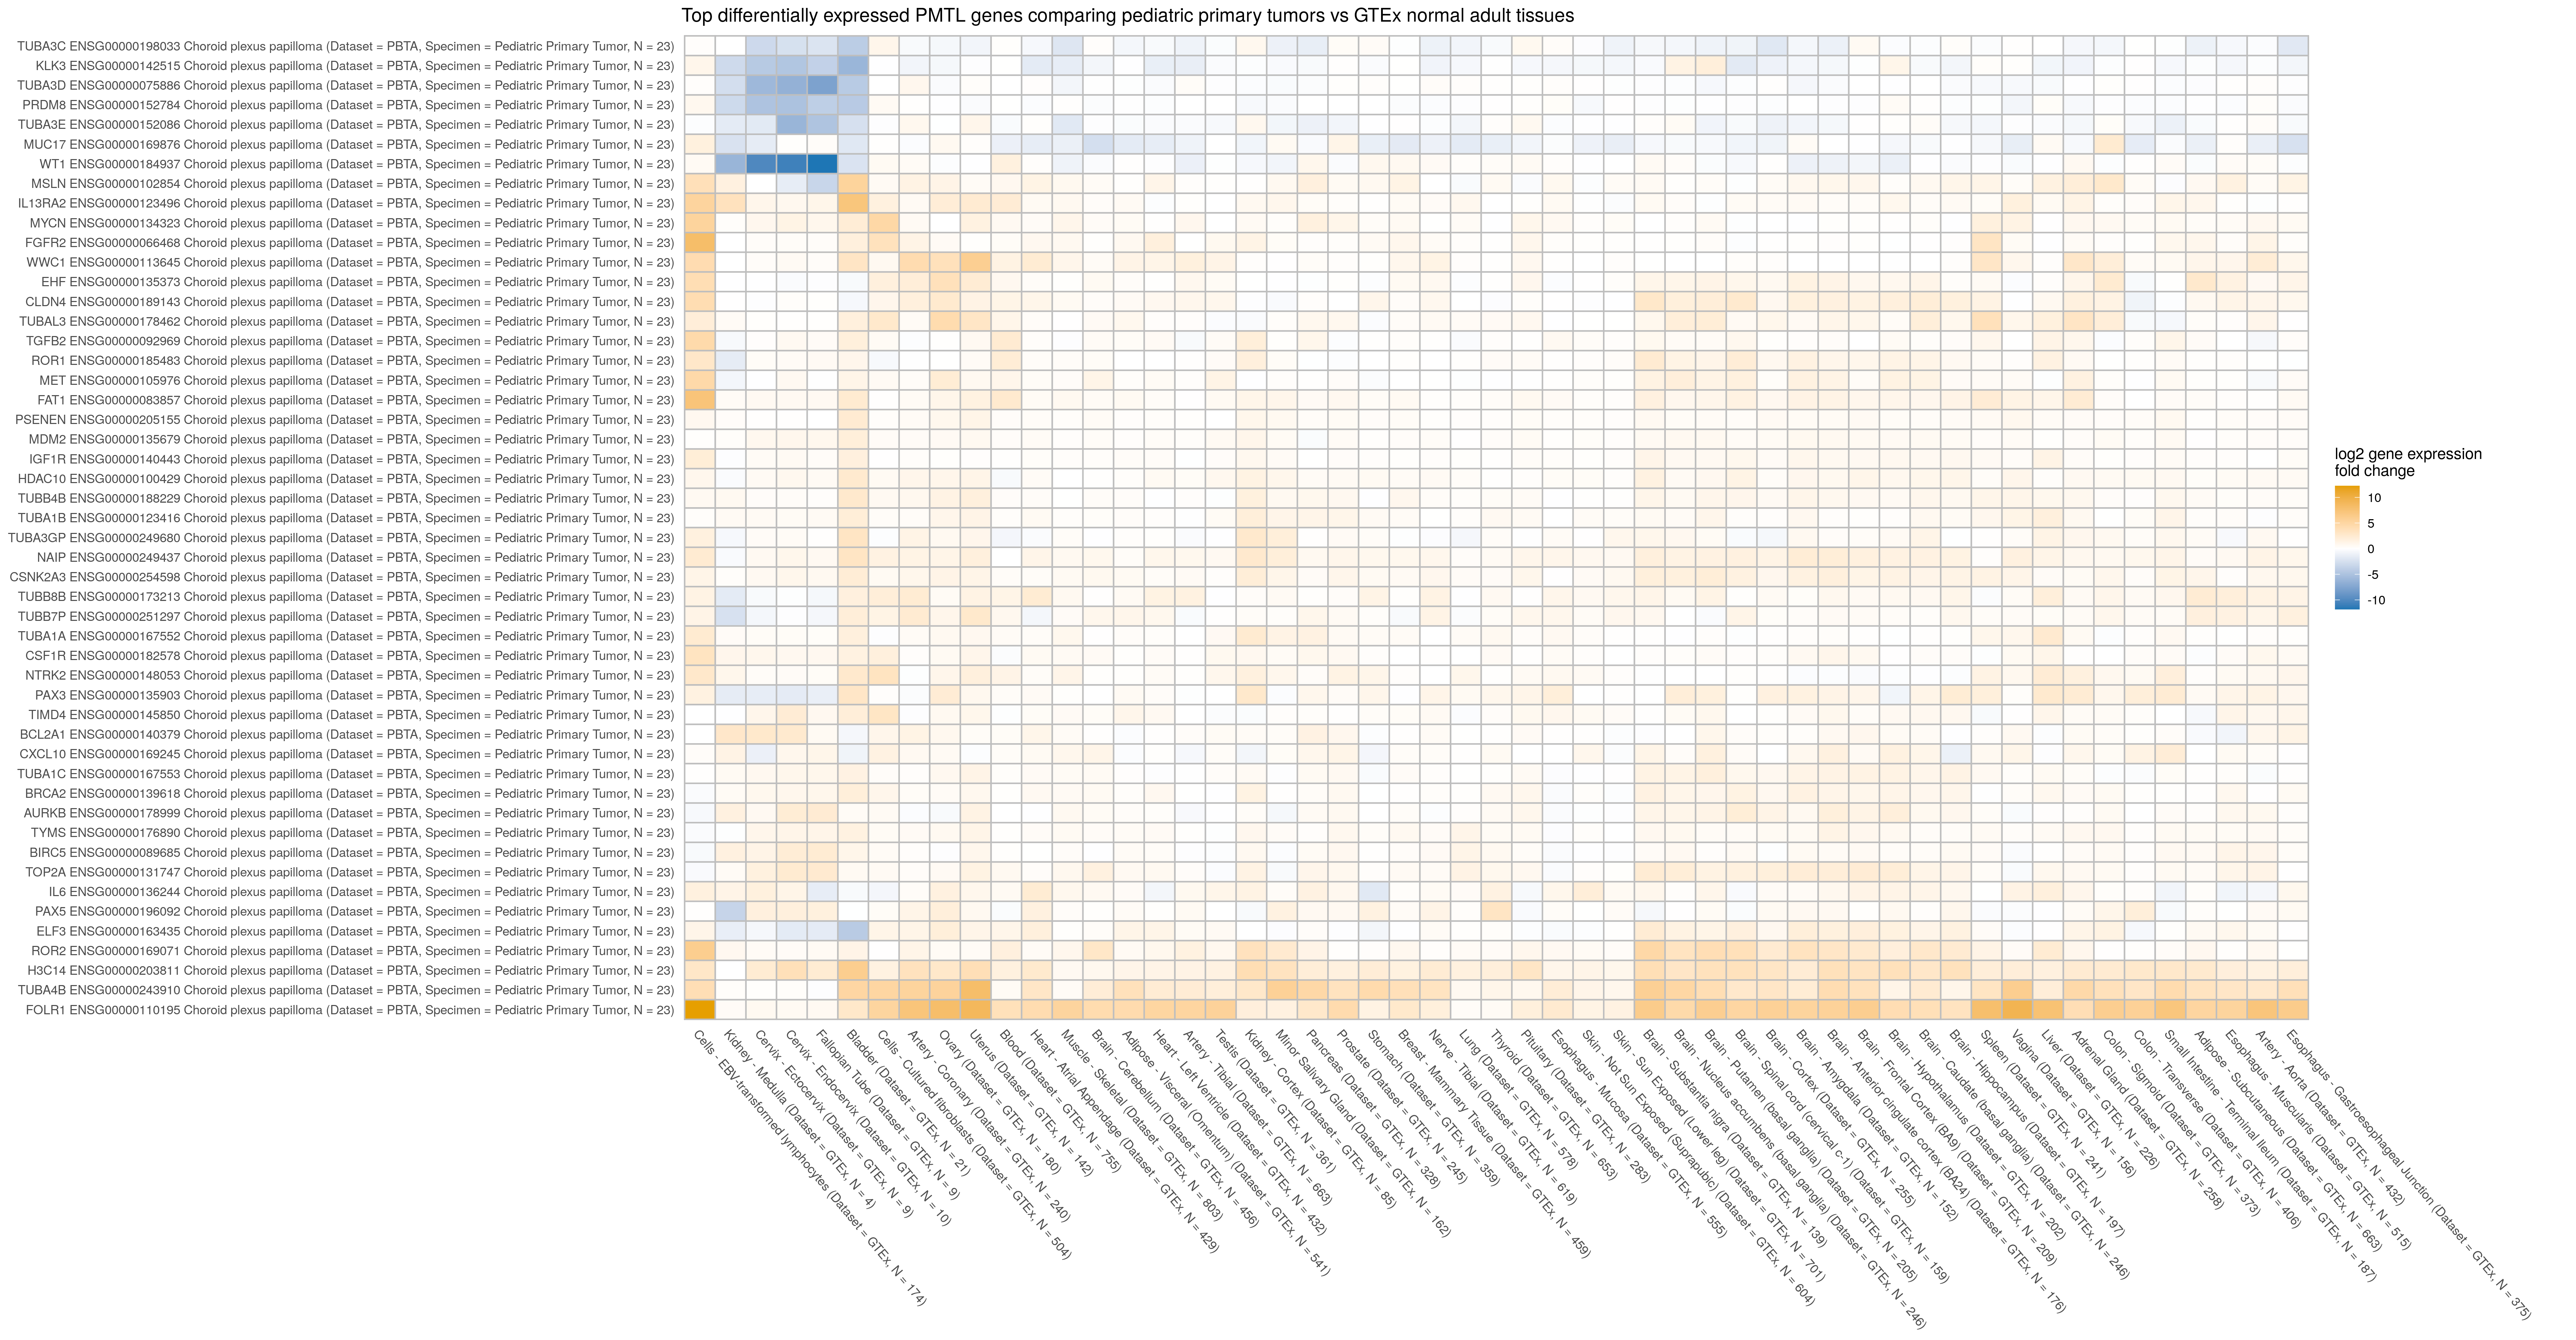 Top differentially expressed PMTL genes comparing pediatric primary tumors vs GTEx normal adult tissues
TUBA3C ENSG00000198033 Choroid plexus papilloma (Dataset = PBTA, Specimen = Pediatric Primary Tumor, N = 23)
KLK3 ENSG00000142515 Choroid plexus papilloma (Dataset = PBTA, Specimen = Pediatric Primary Tumor, N = 23)
TUBA3D ENSG00000075886 Choroid plexus papilloma (Dataset = PBTA, Specimen = Pediatric Primary Tumor, N = 23)
PRDM8 ENSG00000152784 Choroid plexus papilloma (Dataset = PBTA, Specimen = Pediatric Primary Tumor, N = 23)
TUBA3E ENSG00000152086 Choroid plexus papilloma (Dataset = PBTA, Specimen = Pediatric Primary Tumor, N = 23)
MUC17 ENSG00000169876 Choroid plexus papilloma (Dataset = PBTA, Specimen = Pediatric Primary Tumor, N = 23)
WT1 ENSG00000184937 Choroid plexus papilloma (Dataset = PBTA, Specimen = Pediatric Primary Tumor, N = 23)
MSLN ENSG00000102854 Choroid plexus papilloma (Dataset = PBTA, Specimen = Pediatric Primary Tumor, N = 23)
IL13RA2 ENSG00000123496 Choroid plexus papilloma (Dataset = PBTA, Specimen = Pediatric Primary Tumor, N = 23)
MYCN ENSG00000134323 Choroid plexus papilloma (Dataset = PBTA, Specimen = Pediatric Primary Tumor, N = 23)
FGFR2 ENSG00000066468 Choroid plexus papilloma (Dataset = PBTA, Specimen = Pediatric Primary Tumor, N = 23)
WWC1 ENSG00000113645 Choroid plexus papilloma (Dataset = PBTA, Specimen = Pediatric Primary Tumor, N = 23)
EHF ENSG00000135373 Choroid plexus papilloma (Dataset = PBTA, Specimen = Pediatric Primary Tumor, N = 23)
CLDN4 ENSG00000189143 Choroid plexus papilloma (Dataset = PBTA, Specimen = Pediatric Primary Tumor, N = 23)
TUBAL3 ENSG00000178462 Choroid plexus papilloma (Dataset = PBTA, Specimen = Pediatric Primary Tumor, N = 23)
TGFB2 ENSG00000092969 Choroid plexus papilloma (Dataset = PBTA, Specimen = Pediatric Primary Tumor, N = 23)
ROR1 ENSG00000185483 Choroid plexus papilloma (Dataset = PBTA, Specimen = Pediatric Primary Tumor, N = 23)
MET ENSG00000105976 Choroid plexus papilloma (Dataset = PBTA, Specimen = Pediatric Primary Tumor, N = 23)
FAT1 ENSG00000083857 Choroid plexus papilloma (Dataset = PBTA, Specimen = Pediatric Primary Tumor, N = 23)
PSENEN ENSG00000205155 Choroid plexus papilloma (Dataset = PBTA, Specimen = Pediatric Primary Tumor, N = 23)
MDM2 ENSG00000135679 Choroid plexus papilloma (Dataset = PBTA, Specimen = Pediatric Primary Tumor, N = 23)
IGF1R ENSG00000140443 Choroid plexus papilloma (Dataset = PBTA, Specimen = Pediatric Primary Tumor, N = 23)
HDAC10 ENSG00000100429 Choroid plexus papilloma (Dataset = PBTA, Specimen = Pediatric Primary Tumor, N = 23)
TUBB4B ENSG00000188229 Choroid plexus papilloma (Dataset = PBTA, Specimen = Pediatric Primary Tumor, N = 23)
TUBA1B ENSG00000123416 Choroid plexus papilloma (Dataset = PBTA, Specimen = Pediatric Primary Tumor, N = 23)
TUBA3GP ENSG00000249680 Choroid plexus papilloma (Dataset = PBTA, Specimen = Pediatric Primary Tumor, N = 23)
NAIP ENSG00000249437 Choroid plexus papilloma (Dataset = PBTA, Specimen = Pediatric Primary Tumor, N = 23)
CSNK2A3 ENSG00000254598 Choroid plexus papilloma (Dataset = PBTA, Specimen = Pediatric Primary Tumor, N = 23)
TUBB8B ENSG00000173213 Choroid plexus papilloma (Dataset = PBTA, Specimen = Pediatric Primary Tumor, N = 23)
TUBB7P ENSG00000251297 Choroid plexus papilloma (Dataset = PBTA, Specimen = Pediatric Primary Tumor, N = 23)
TUBA1A ENSG00000167552 Choroid plexus papilloma (Dataset = PBTA, Specimen = Pediatric Primary Tumor, N = 23)
CSF1R ENSG00000182578 Choroid plexus papilloma (Dataset = PBTA, Specimen = Pediatric Primary Tumor, N = 23)
NTRK2 ENSG00000148053 Choroid plexus papilloma (Dataset = PBTA, Specimen = Pediatric Primary Tumor, N = 23)
PAX3 ENSG00000135903 Choroid plexus papilloma (Dataset = PBTA, Specimen = Pediatric Primary Tumor, N = 23)
TIMD4 ENSG00000145850 Choroid plexus papilloma (Dataset = PBTA, Specimen = Pediatric Primary Tumor, N = 23)
BCL2A1 ENSG00000140379 Choroid plexus papilloma (Dataset = PBTA, Specimen = Pediatric Primary Tumor, N = 23)
CXCL10 ENSG00000169245 Choroid plexus papilloma (Dataset = PBTA, Specimen = Pediatric Primary Tumor, N = 23)
TUBA1C ENSG00000167553 Choroid plexus papilloma (Dataset = PBTA, Specimen = Pediatric Primary Tumor, N = 23)
BRCA2 ENSG00000139618 Choroid plexus papilloma (Dataset = PBTA, Specimen = Pediatric Primary Tumor, N = 23)
AURKB ENSG00000178999 Choroid plexus papilloma (Dataset = PBTA, Specimen = Pediatric Primary Tumor, N = 23)
TYMS ENSG00000176890 Choroid plexus papilloma (Dataset = PBTA, Specimen = Pediatric Primary Tumor, N = 23)
BIRC5 ENSG00000089685 Choroid plexus papilloma (Dataset = PBTA, Specimen = Pediatric Primary Tumor, N = 23)
TOP2A ENSG00000131747 Choroid plexus papilloma (Dataset = PBTA, Specimen = Pediatric Primary Tumor, N = 23)
IL6 ENSG00000136244 Choroid plexus papilloma (Dataset = PBTA, Specimen = Pediatric Primary Tumor, N = 23)
PAX5 ENSG00000196092 Choroid plexus papilloma (Dataset = PBTA, Specimen = Pediatric Primary Tumor, N = 23)
ELF3 ENSG00000163435 Choroid plexus papilloma (Dataset = PBTA, Specimen = Pediatric Primary Tumor, N = 23)
ROR2 ENSG00000169071 Choroid plexus papilloma (Dataset = PBTA, Specimen = Pediatric Primary Tumor, N = 23)
H3C14 ENSG00000203811 Choroid plexus papilloma (Dataset = PBTA, Specimen = Pediatric Primary Tumor, N = 23)
TUBA4B ENSG00000243910 Choroid plexus papilloma (Dataset = PBTA, Specimen = Pediatric Primary Tumor, N = 23)
FOLR1 ENSG00000110195 Choroid plexus papilloma (Dataset = PBTA, Specimen = Pediatric Primary Tumor, N = 23)
Cells - EBV-transformed lymphocytes (Dataset = GTEx, N = 174)
Kidney - Medulla (Dataset = GTEx, N = 4)
Cervix - Ectocervix (Dataset = GTEx, N = 9)
Cervix - Endocervix (Dataset = GTEx, N = 10)
Fallopian Tube (Dataset = GTEx, N = 9)
Bladder (Dataset = GTEx, N = 21)
Cells - Cultured fibroblasts (Dataset = GTEx, N = 504)
Artery - Coronary (Dataset = GTEx, N = 240)
Ovary (Dataset = GTEx, N = 180)
Uterus (Dataset = GTEx, N = 142)
Blood (Dataset = GTEx, N = 755)
Heart - Atrial Appendage (Dataset = GTEx, N = 429)
Muscle - Skeletal (Dataset = GTEx, N = 803)
Brain - Cerebellum (Dataset = GTEx, N = 456)
Adipose - Visceral (Omentum) (Dataset = GTEx, N = 541)
Heart - Left Ventricle (Dataset = GTEx, N = 432)
Artery - Tibial (Dataset = GTEx, N = 663)
Testis (Dataset = GTEx, N = 361)
Kidney - Cortex (Dataset = GTEx, N = 85)
Minor Salivary Gland (Dataset = GTEx, N = 162)
Pancreas (Dataset = GTEx, N = 328)
Prostate (Dataset = GTEx, N = 245)
Stomach (Dataset = GTEx, N = 359)
Breast - Mammary Tissue (Dataset = GTEx, N = 459)
Nerve - Tibial (Dataset = GTEx, N = 619)
Lung (Dataset = GTEx, N = 578)
Thyroid (Dataset = GTEx, N = 653)
Pituitary (Dataset = GTEx, N = 283)
Esophagus - Mucosa (Dataset = GTEx, N = 555)
Skin - Not Sun Exposed (Suprapubic) (Dataset = GTEx, N = 604)
Skin - Sun Exposed (Lower leg) (Dataset = GTEx, N = 701)
Brain - Substantia nigra (Dataset = GTEx, N = 139)
Brain - Nucleus accumbens (basal ganglia) (Dataset = GTEx, N = 246)
Brain - Putamen (basal ganglia) (Dataset = GTEx, N = 205)
Brain - Spinal cord (cervical c-1) (Dataset = GTEx, N = 159)
Brain - Cortex (Dataset = GTEx, N = 255)
Brain - Amygdala (Dataset = GTEx, N = 152)
Brain - Anterior cingulate cortex (BA24) (Dataset = GTEx, N = 176)
Brain - Frontal Cortex (BA9) (Dataset = GTEx, N = 209)
Brain - Hypothalamus (Dataset = GTEx, N = 202)
Brain - Caudate (basal ganglia) (Dataset = GTEx, N = 246)
Brain - Hippocampus (Dataset = GTEx, N = 197)
Spleen (Dataset = GTEx, N = 241)
Vagina (Dataset = GTEx, N = 156)
Liver (Dataset = GTEx, N = 226)
Adrenal Gland (Dataset = GTEx, N = 258)
Colon - Sigmoid (Dataset = GTEx, N = 373)
Colon - Transverse (Dataset = GTEx, N = 406)
Small Intestine - Terminal Ileum (Dataset = GTEx, N = 187)
Adipose - Subcutaneous (Dataset = GTEx, N = 663)
Esophagus - Muscularis (Dataset = GTEx, N = 515)
Artery - Aorta (Dataset = GTEx, N = 432)
Esophagus - Gastroesophageal Junction (Dataset = GTEx, N = 375)
log2 gene expression
fold change
10
5
0
-5
-10